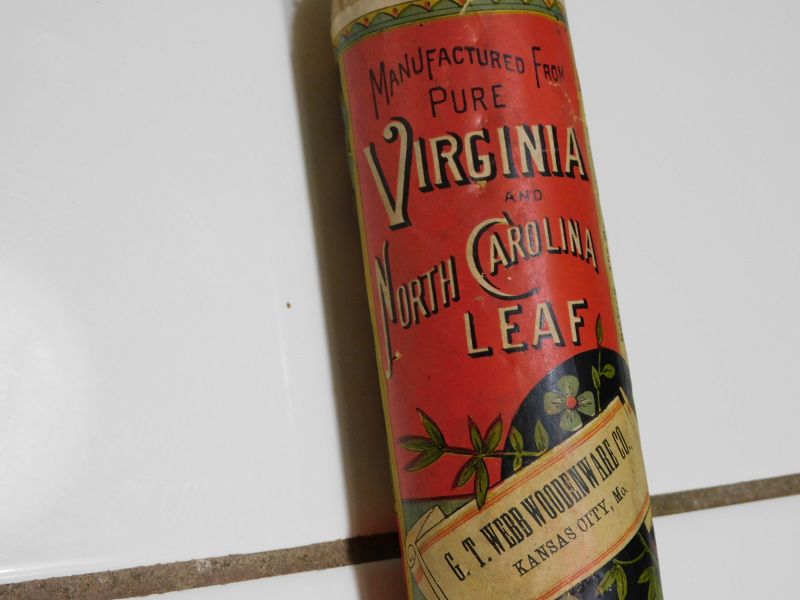 MANUFACTURED FROM
PURE
VIRGINIA
AND
NORTH CAROLINA
LEAF
G. T. WEBB WOODENWARE CO.,
KANSAS CITY, Mo.